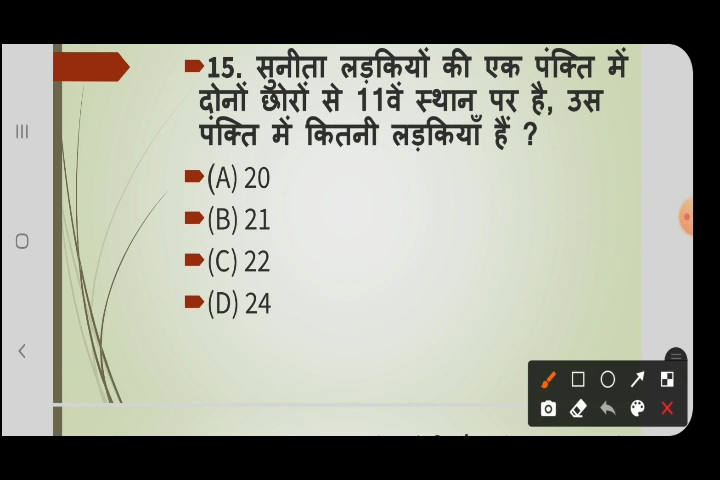 15. सुनीता लड़कियों की एक पंक्ति में
दोनों छोरों से 11वें स्थान पर है, उस
पंक्ति में कितनी लड़कियाँ हैं ?
(A) 20
(B) 21
(C) 22
(D) 24